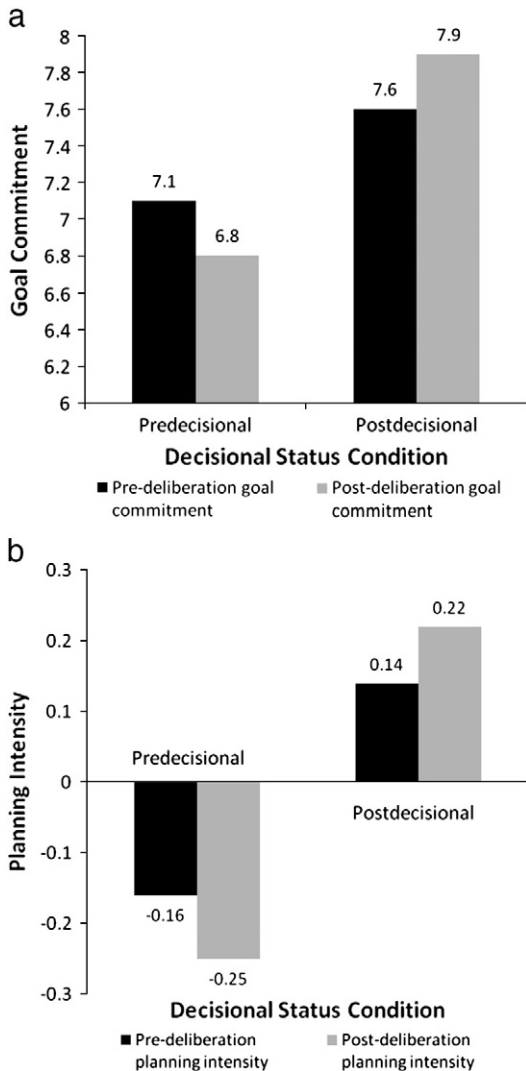 a
8
7.8
7.6
7.4
7.2
7
6.8
6.6
6.4
6.2
6
Goal Commitment
7.1
6.8
7.6
7.9
Predecisional
Postdecisional
Decisional Status Condition
Pre-deliberation goal
commitment
Post-deliberation goal
commitment
b
0.3
0.2
0.1
0
-0.1
-0.2
-0.3
Planning Intensity
0.22
0.14
Predecisional
Postdecisional
-0.16
-0.25
Decisional Status Condition
Pre-deliberation
planning intensity
Post-deliberation
planning intensity